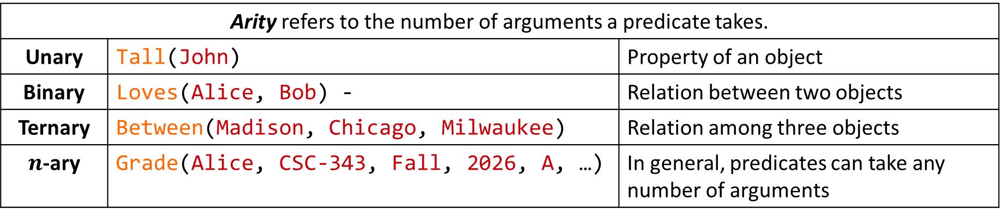 Arity refers to the number of arguments a predicate takes.
Unary Tall(John) Property of an object
Binary Loves(Alice, Bob) - Relation between two objects
Ternary Between(Madison, Chicago, Milwaukee) Relation among three objects
n-ary Grade(Alice, CSC-343, Fall, 2026, A, …) In general, predicates can take any
number of arguments